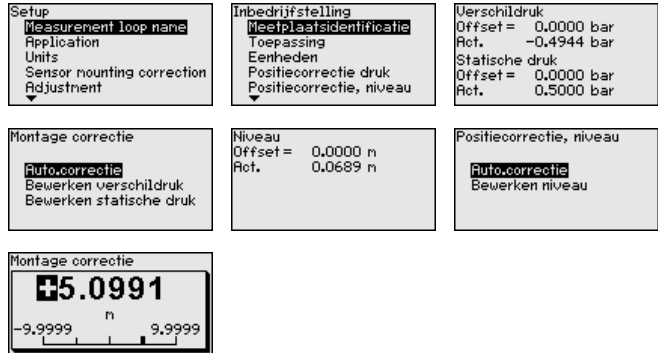 Setup
Measurement loop name
Application
Units
Sensor mounting correction
Adjustment
Inbedrijfstelling
Meetplaatsidentificatie
Toepassing
Eenheden
Positiecorrectie druk
Positiecorrectie, niveau
Verschildruk
Offset = 0.0000 bar
Act. -0.4944 bar
Statische druk
Offset = 0.0000 bar
Act. 0.5000 bar
Montage correctie
Auto.correctie
Bewerken verschildruk
Bewerken statische druk
Niveau
Offset = 0.0000 m
Act. 0.0689 m
Positiecorrectie, niveau
Auto.correctie
Bewerken niveau
Montage correctie
+5.0991
m
-9.9999 9.9999